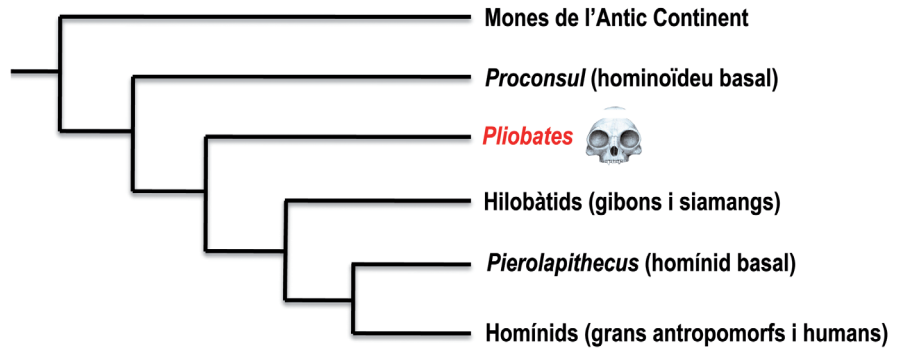 Mones de l’Antic Continent
Proconsul (hominoïdeu basal)
Pliobates
Hilobàtids (gibons i siamangs)
Pierolapithecus (homínid basal)
Homínids (grans antropomorfs i humans)